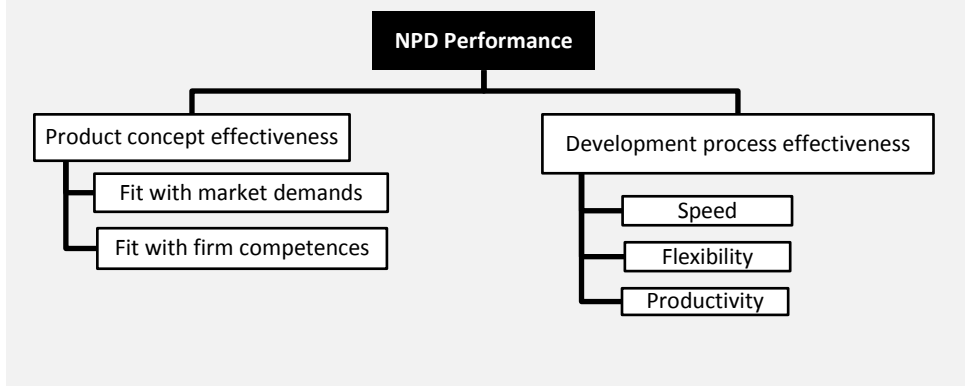 NPD Performance
Product concept effectiveness
Fit with market demands
Fit with firm competences
Development process effectiveness
Speed
Flexibility
Productivity